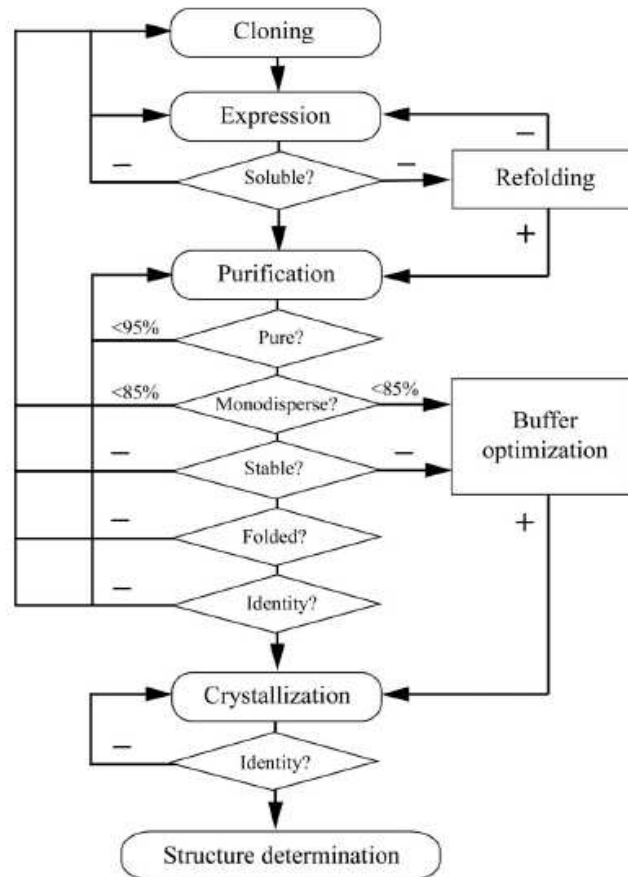 Cloning
Expression
−
Soluble?
−
−
Refolding
+
Purification
<95%
Pure?
<85%
Monodisperse?
<85%
Buffer
optimization
−
Stable?
−
−
Folded?
+
−
Identity?
Crystallization
−
Identity?
Structure determination